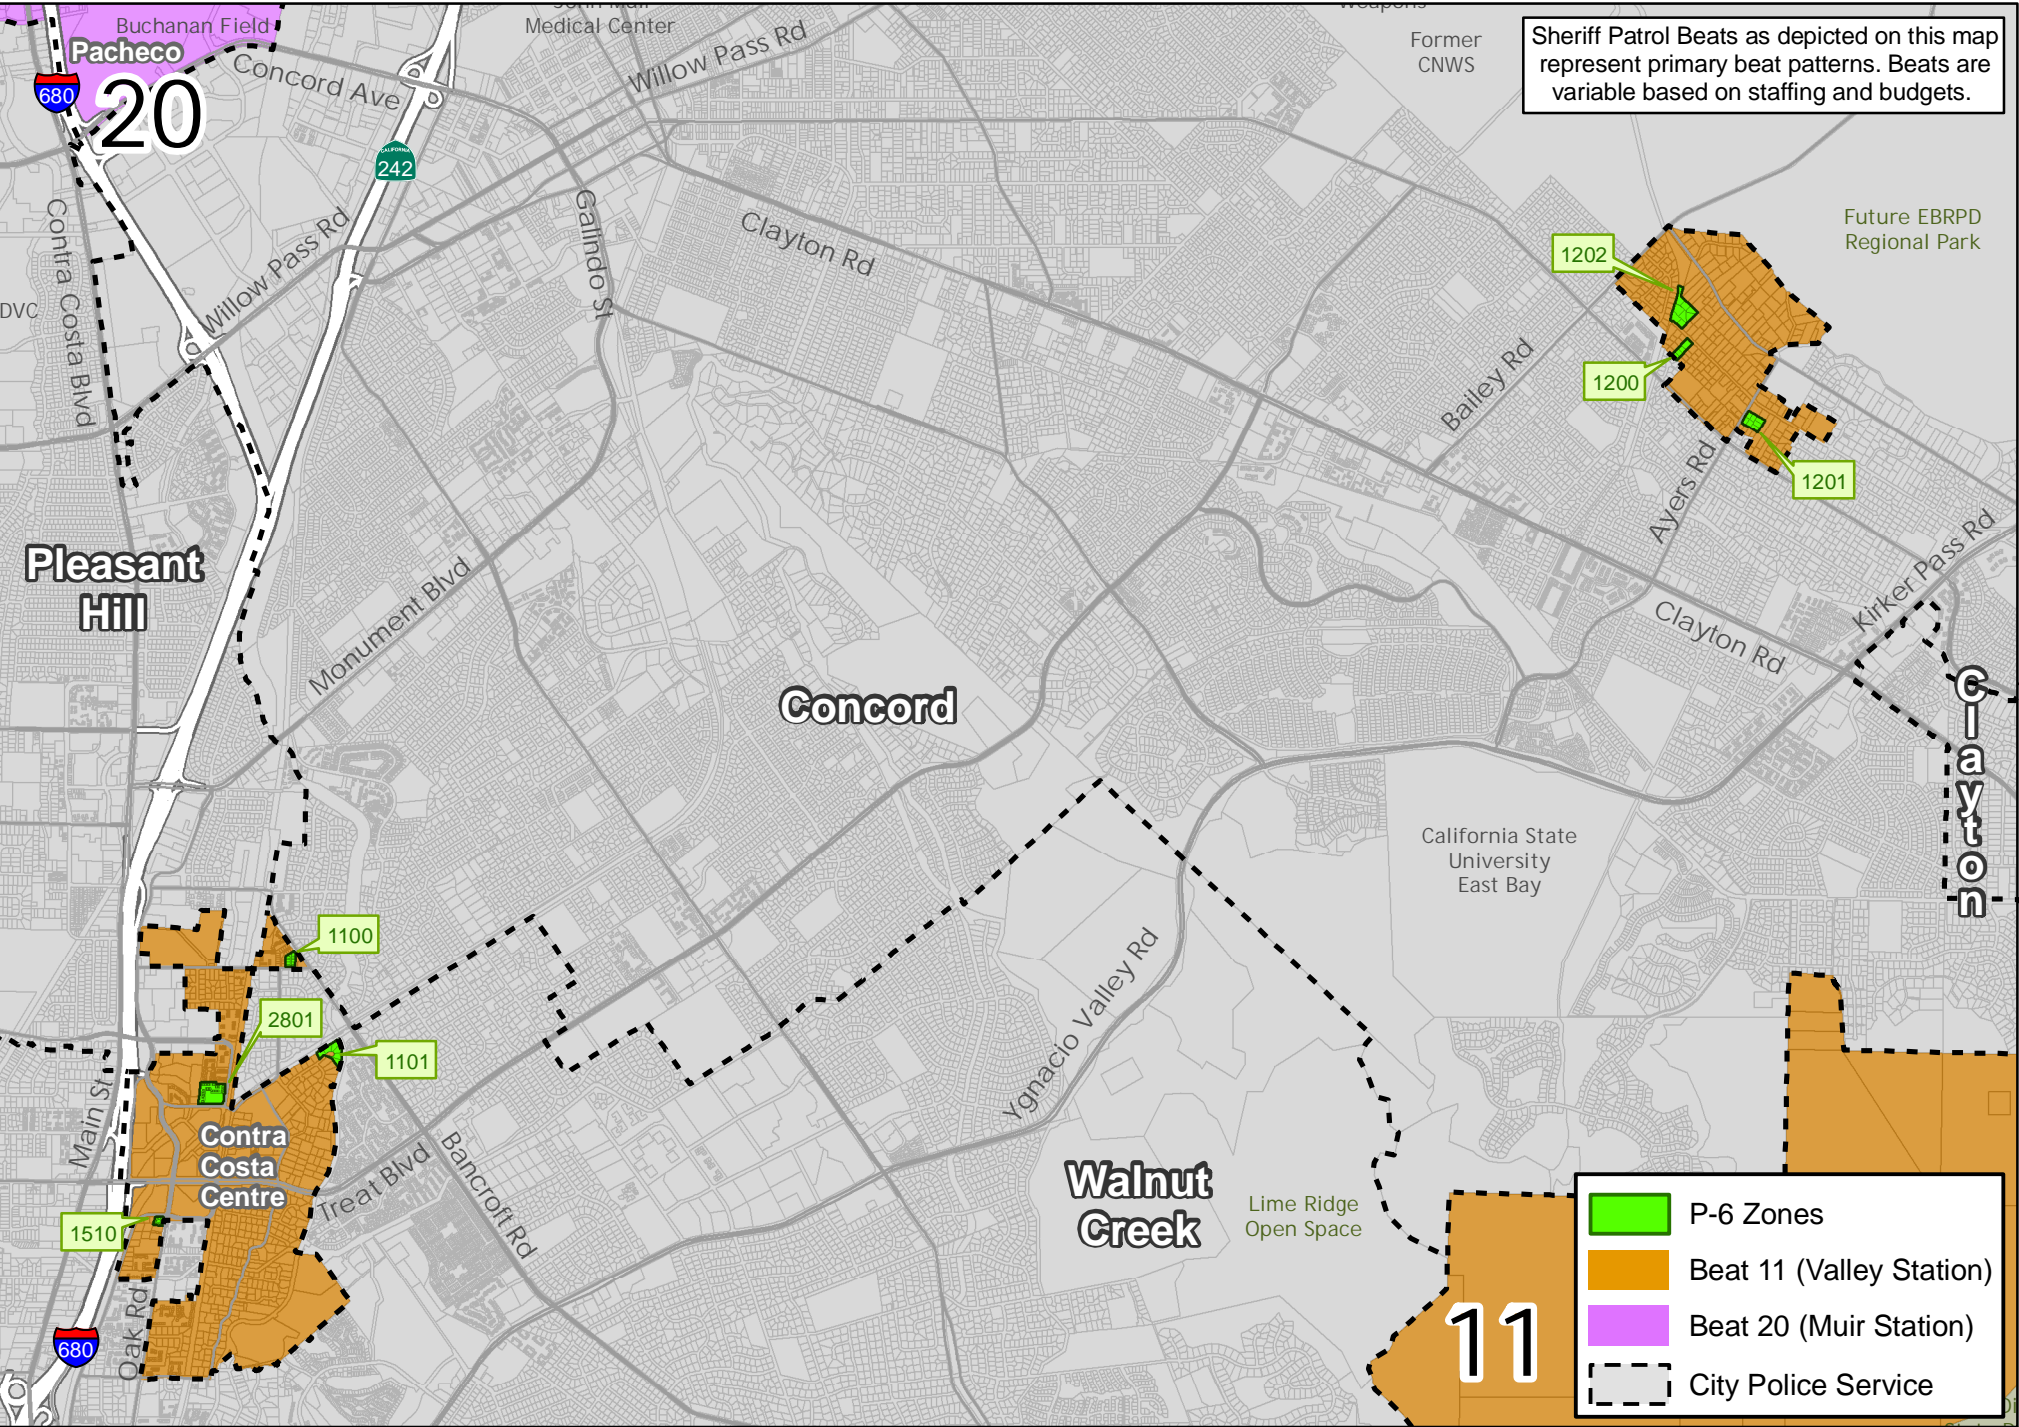 John Muir
Medical Center
Weapons
Buchanan Field
Pacheco
680
20
Concord Ave
Willow Pass Rd
Former
CNWS
Sheriff Patrol Beats as depicted on this map
represent primary beat patterns. Beats are
variable based on staffing and budgets.
CALIFORNIA
242
Contra Costa Blvd
Willow Pass Rd
Galindo St
Clayton Rd
Future EBRPD
Regional Park
1202
DVC
1200
Bailey Rd
1201
Ayers Rd
Kirker Pass Rd
Pleasant
Hill
Monument Blvd
Clayton Rd
Concord
Clayton
California State
University
East Bay
1100
2801
1101
Ygnacio Valley Rd
Main St
Contra
Costa
Centre
Treat Blvd
Bancroft Rd
Walnut
Creek
Lime Ridge
Open Space
1510
Oak Rd
680
11
P-6 Zones
Beat 11 (Valley Station)
Beat 20 (Muir Station)
City Police Service